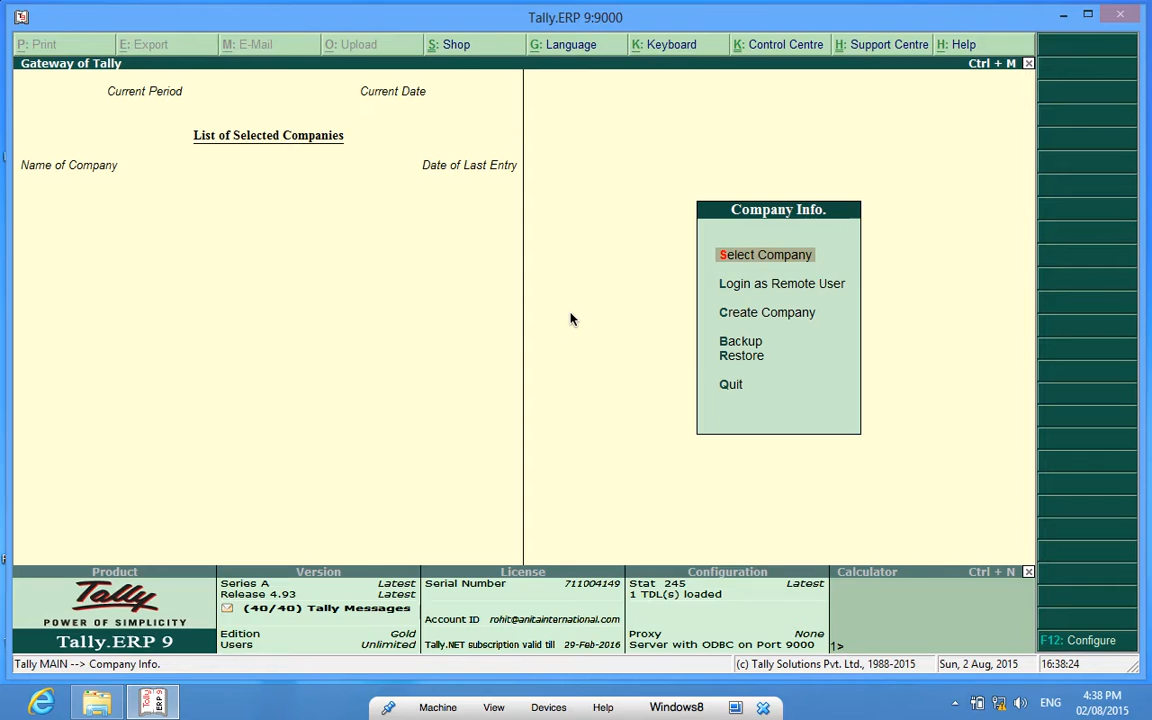 Tally.ERP 9:9000
P: Print E: Export M: E-Mail O: Upload S: Shop G: Language K: Keyboard K: Control Centre H: Support Centre H: Help
Gateway of Tally Ctrl + M
Current Period Current Date
List of Selected Companies
Name of Company Date of Last Entry
Company Info.
Select Company
Login as Remote User
Create Company
Backup
Restore
Quit
Product Version License Configuration Calculator Ctrl + N
Tally
POWER OF SIMPLICITY
Tally.ERP 9
Series A Latest
Release 4.93 Latest
(40/40) Tally Messages
Edition Gold
Users Unlimited
Serial Number 711004149
Account ID rohit@anitainternational.com
Tally.NET subscription valid till 29-Feb-2016
Stat 245 Latest
1 TDL(s) loaded
Proxy None
Server with ODBC on Port 9000
1>
F12: Configure
Tally MAIN --> Company Info. (c) Tally Solutions Pvt. Ltd., 1988-2015 Sun, 2 Aug, 2015 16:38:24
Tally
ERP 9
Machine View Devices Help Windows8
ENG
4:38 PM
02/08/2015